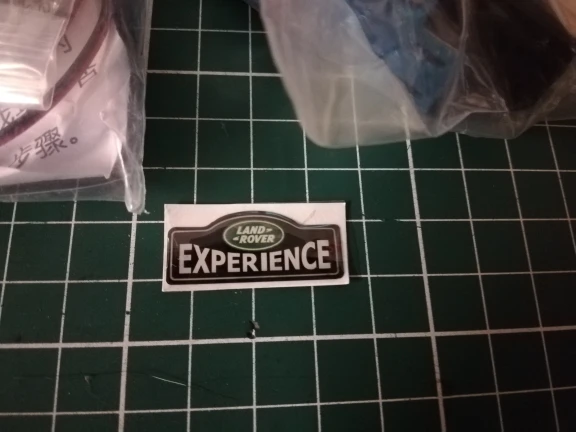 步骤。
LAND-
-ROVER
EXPERIENCE